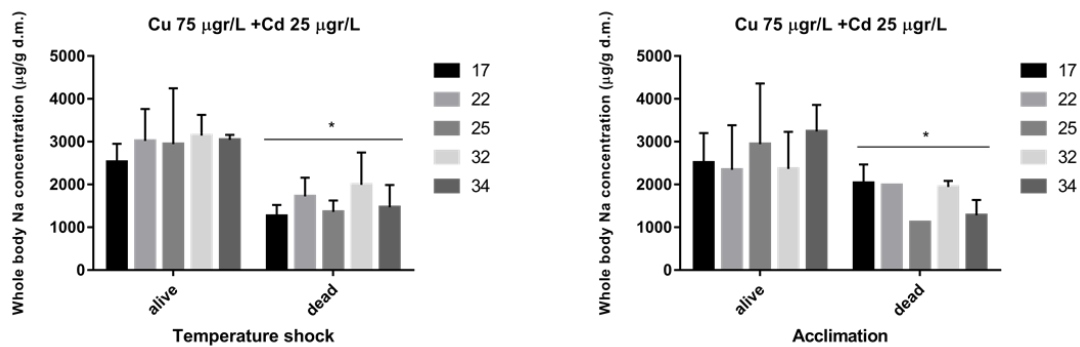 Cu 75 μgr/L +Cd 25 μgr/L
Whole body Na concentration (μg/g d.m.)
5000
4000
3000
2000
1000
0
*
alive
dead
Temperature shock
17
22
25
32
34
Cu 75 μgr/L +Cd 25 μgr/L
Whole body Na concentration (μg/g d.m.)
5000
4000
3000
2000
1000
0
*
alive
dead
Acclimation
17
22
25
32
34